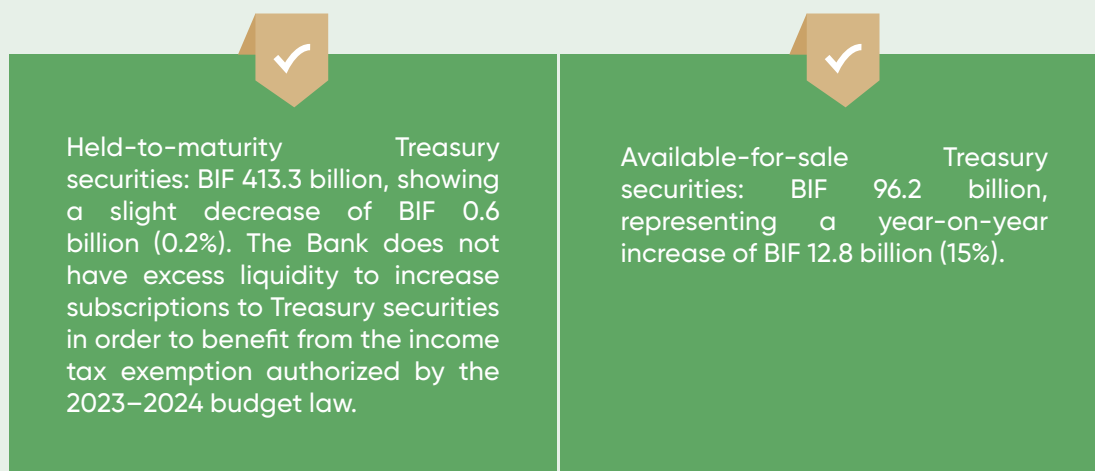 Held-to-maturity Treasury
securities: BIF 413.3 billion, showing
a slight decrease of BIF 0.6
billion (0.2%). The Bank does not
have excess liquidity to increase
subscriptions to Treasury securities
in order to benefit from the income
tax exemption authorized by the
2023–2024 budget law.
Available-for-sale Treasury
securities: BIF 96.2 billion,
representing a year-on-year
increase of BIF 12.8 billion (15%).